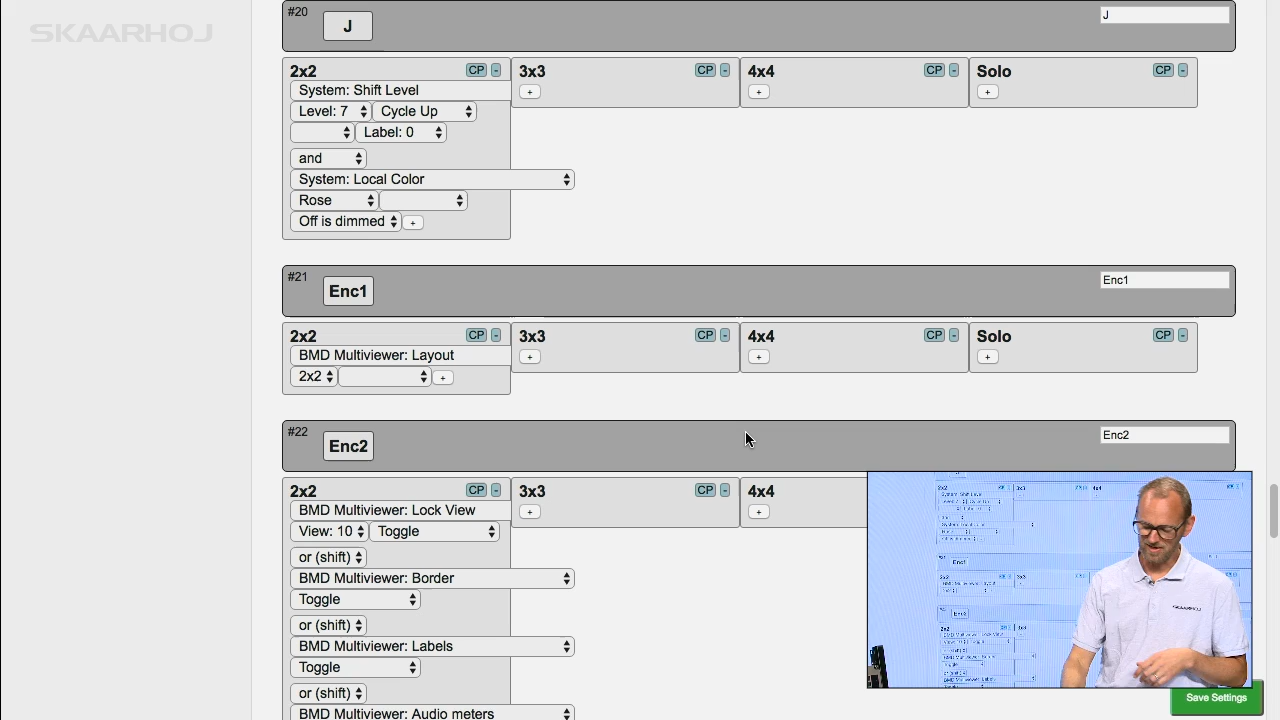 SKAARHOJ
#20
J
J
2x2 CP - 3x3 CP - 4x4 CP - Solo CP -
System: Shift Level + + +
Level: 7 Cycle Up
Label: 0
and
System: Local Color
Rose
Off is dimmed +
#21
Enc1
Enc1
2x2 CP - 3x3 CP - 4x4 CP - Solo CP -
BMD Multiviewer: Layout + + +
2x2 +
#22
Enc2
Enc2
2x2 CP - 3x3 CP - 4x4
BMD Multiviewer: Lock View + +
View: 10 Toggle
or (shift)
BMD Multiviewer: Border
Toggle
or (shift)
BMD Multiviewer: Labels
Toggle
or (shift)
BMD Multiviewer: Audio meters
SKAARHOJ
Save Settings